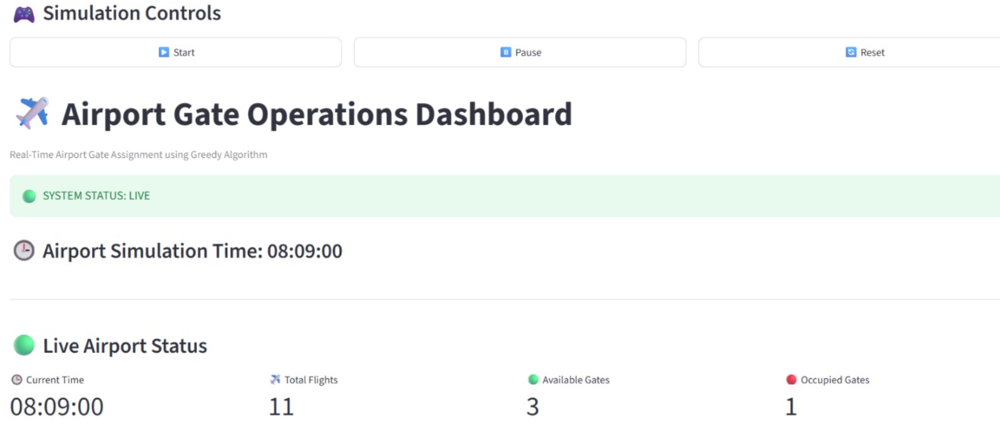 Simulation Controls
Start
Pause
Reset
Airport Gate Operations Dashboard
Real-Time Airport Gate Assignment using Greedy Algorithm
SYSTEM STATUS: LIVE
Airport Simulation Time: 08:09:00
Live Airport Status
Current Time
Total Flights
Available Gates
Occupied Gates
08:09:00
11
3
1